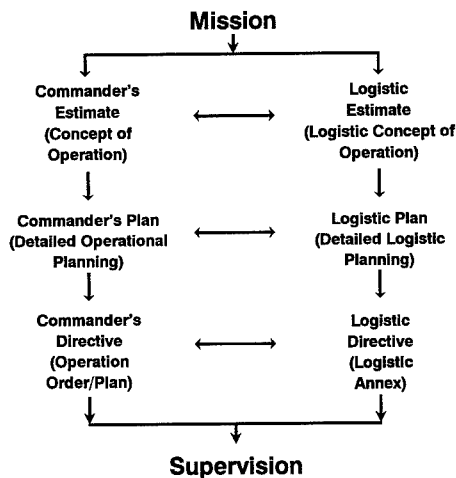 Mission
Commander's
Estimate
(Concept of
Operation)
Logistic
Estimate
(Logistic Concept of
Operation)
Commander's Plan
(Detailed Operational
Planning)
Logistic Plan
(Detailed Logistic
Planning)
Commander's
Directive
(Operation
Order/Plan)
Logistic
Directive
(Logistic
Annex)
Supervision